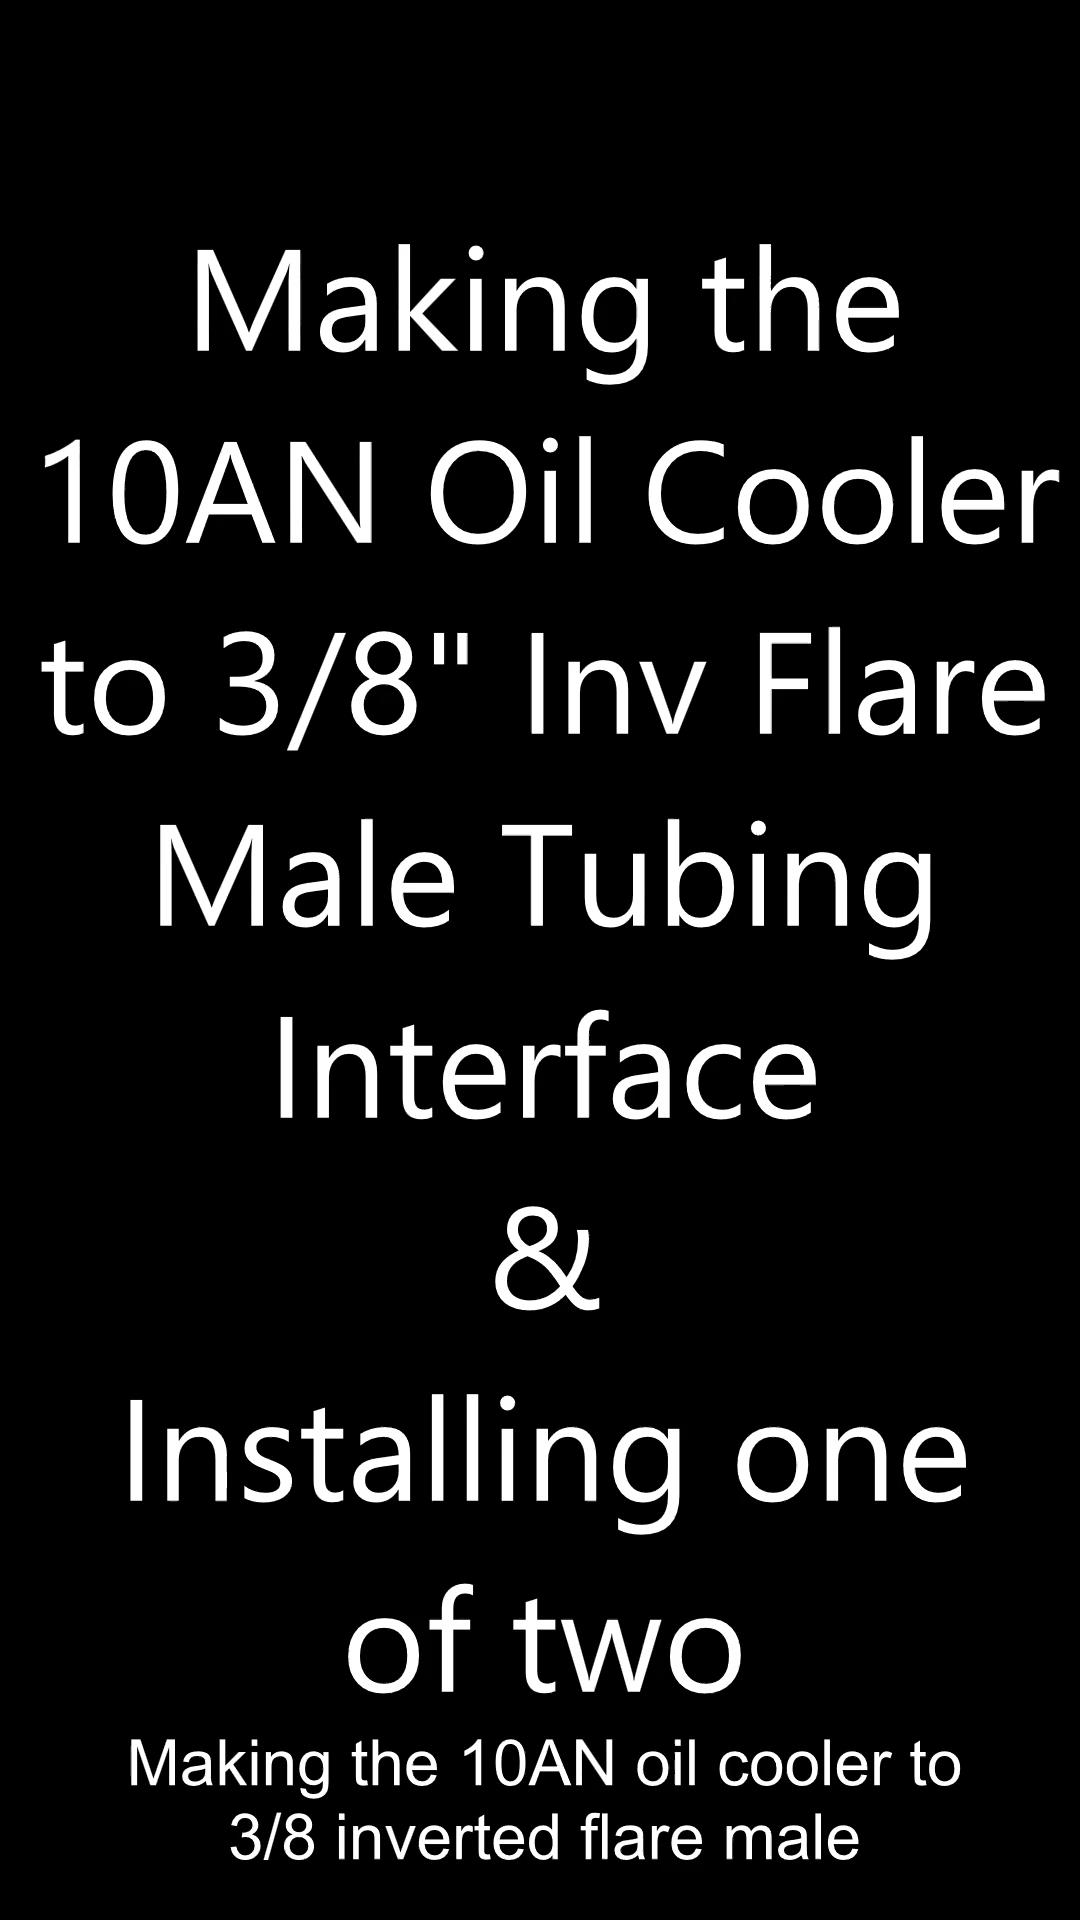 Making the
10AN Oil Cooler
to 3/8" Inv Flare
Male Tubing
Interface
&
Installing one
of two
Making the 10AN oil cooler to
3/8 inverted flare male